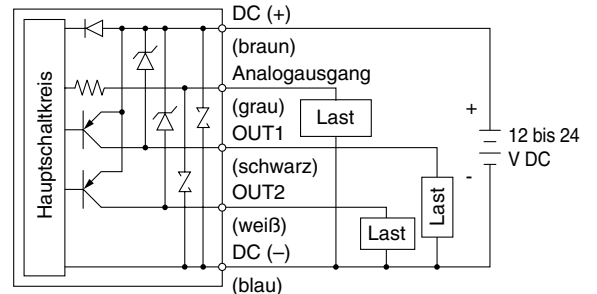 DC (+)
(braun)
Analogausgang
(grau)
OUT1
(schwarz)
OUT2
(weiß)
DC (–)
(blau)
Hauptschaltkreis
Last
Last
Last
+
12 bis 24
V DC
-